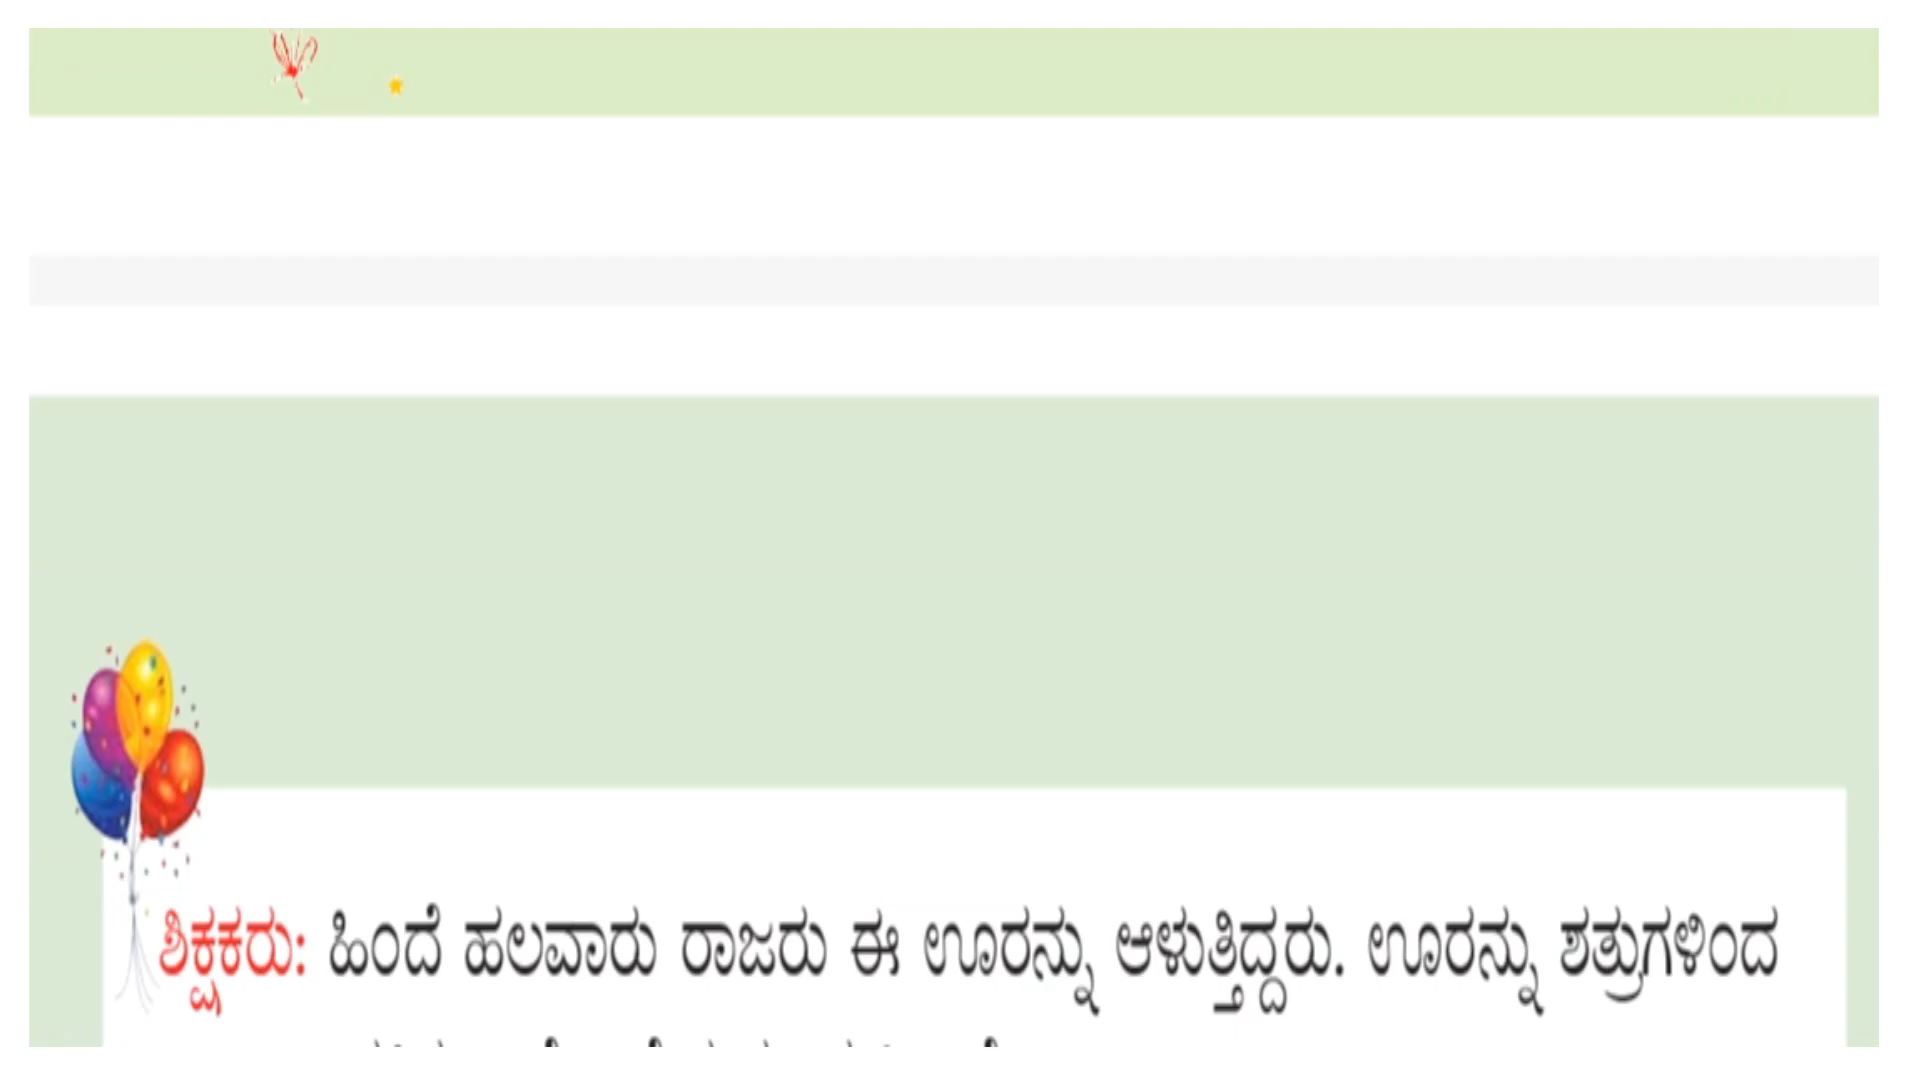 ಶಿಕ್ಷಕರು: ಹಿಂದೆ ಹಲವಾರು ರಾಜರು ಈ ಊರನ್ನು ಆಳುತ್ತಿದ್ದರು. ಊರನ್ನು ಶತ್ರುಗಳಿಂದ